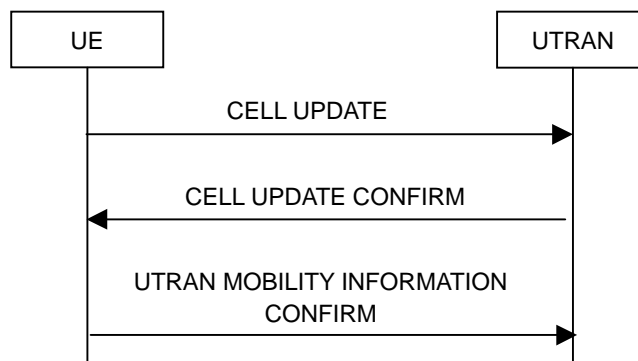 UE
UTRAN
CELL UPDATE
CELL UPDATE CONFIRM
UTRAN MOBILITY INFORMATION
CONFIRM